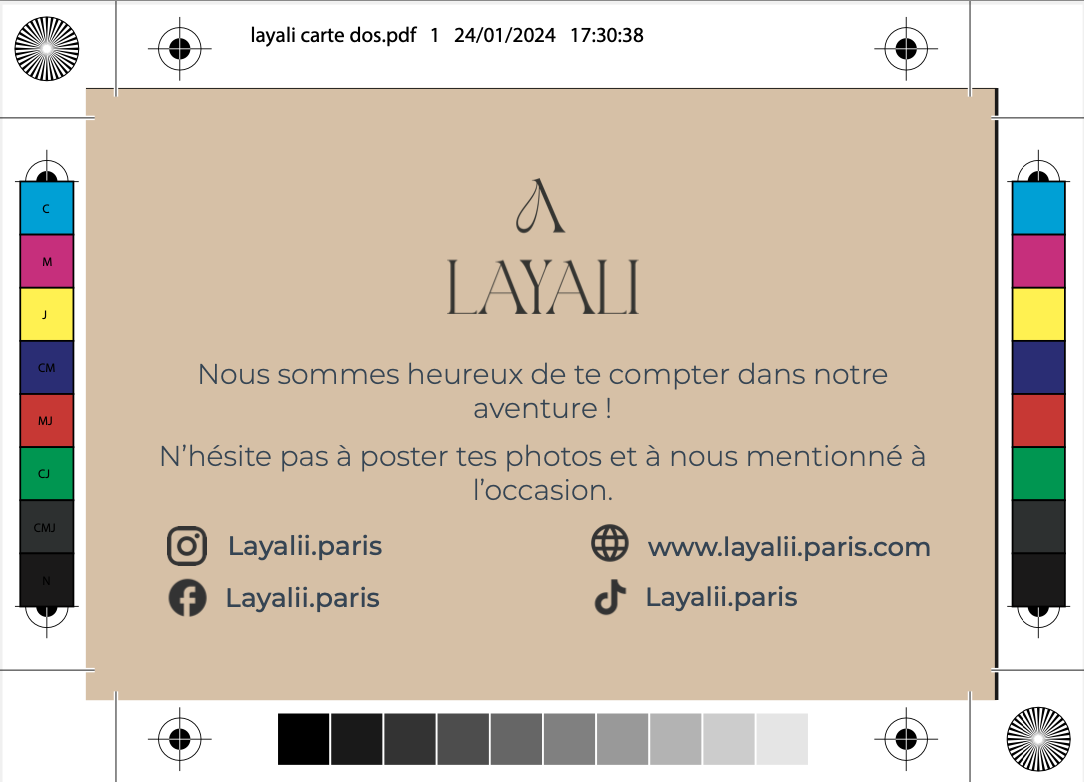 layali carte dos.pdf 1 24/01/2024 17:30:38
LAYALI
Nous sommes heureux de te compter dans notre
aventure !
N’hésite pas à poster tes photos et à nous mentionné à
l’occasion.
Layalii.paris
www.layalii.paris.com
Layalii.paris
Layalii.paris
C
M
J
CM
MJ
CJ
CMJ
N